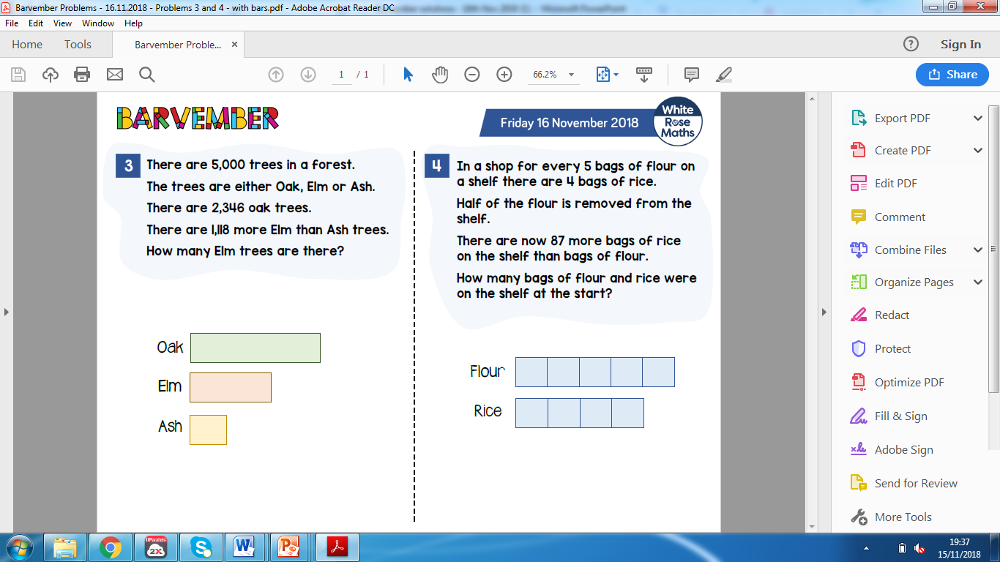 Barvember Problems - 16.11.2018 - Problems 3 and 4 - with bars.pdf - Adobe Acrobat Reader DC
File Edit View Window Help
Home Tools Barvember Proble... × Sign In
1 / 1 66.2% Share
BARVEMBER
Friday 16 November 2018
White
Rose
Maths
3
There are 5,000 trees in a forest.
The trees are either Oak, Elm or Ash.
There are 2,346 oak trees.
There are 1,118 more Elm than Ash trees.
How many Elm trees are there?
Oak
Elm
Ash
4
In a shop for every 5 bags of flour on
a shelf there are 4 bags of rice.
Half of the flour is removed from the
shelf.
There are now 87 more bags of rice
on the shelf than bags of flour.
How many bags of flour and rice were
on the shelf at the start?
Flour
Rice
Export PDF
Create PDF
Edit PDF
Comment
Combine Files
Organize Pages
Redact
Protect
Optimize PDF
Fill & Sign
Adobe Sign
Send for Review
More Tools
Parallels
2X
19:37
15/11/2018